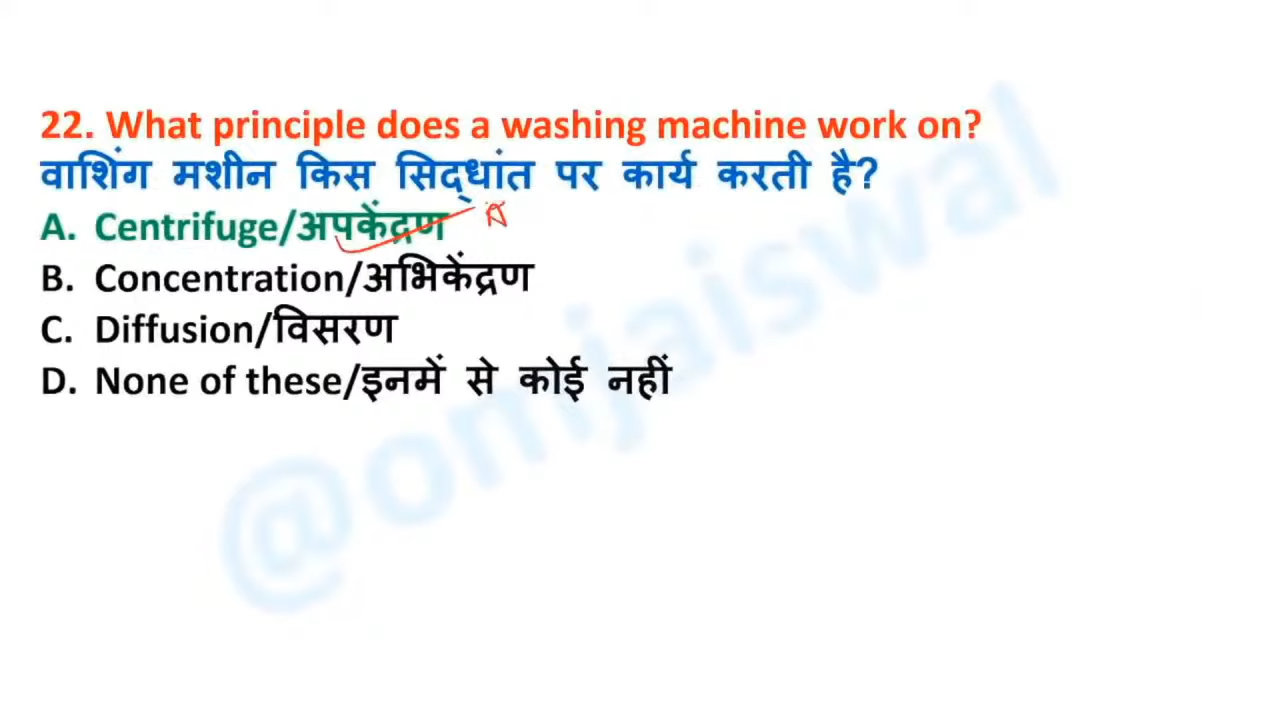 22. What principle does a washing machine work on?
वाशिंग मशीन किस सिद्धांत पर कार्य करती है?
A. Centrifuge/अपकेंद्रण
B. Concentration/अभिकेंद्रण
C. Diffusion/विसरण
D. None of these/इनमें से कोई नहीं
@omjaiswal